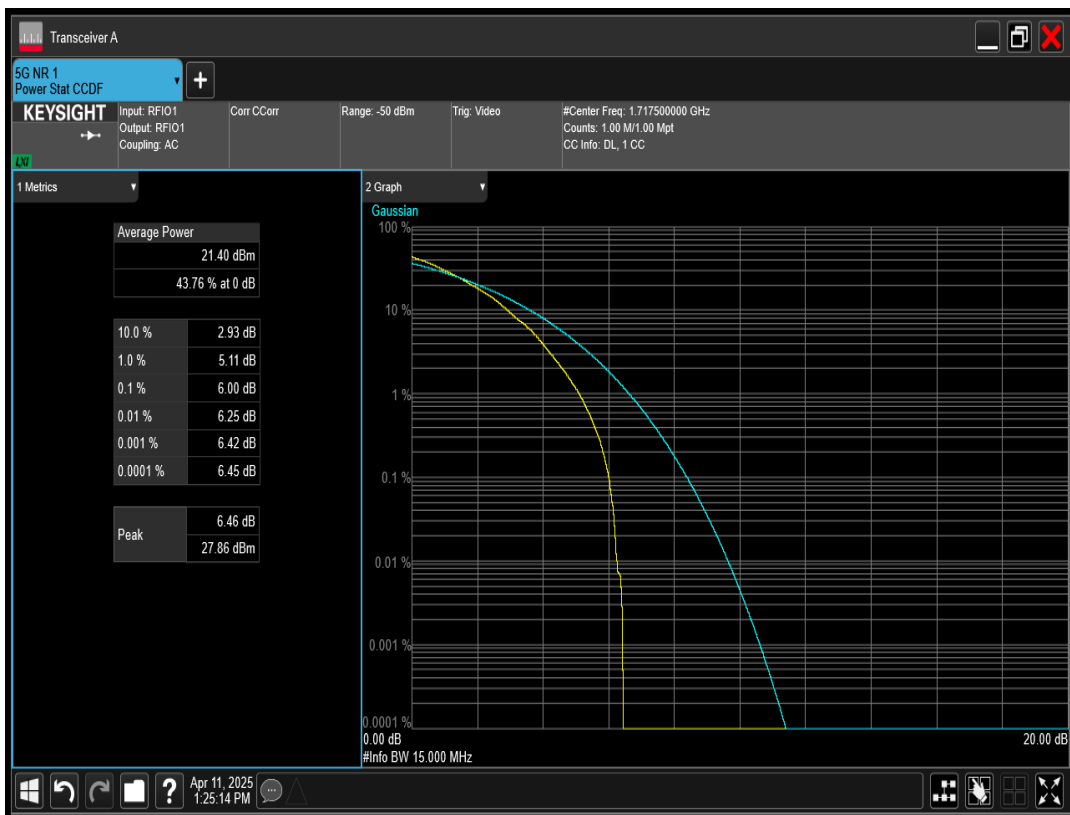 Transceiver A
5G NR 1
Power Stat CCDF
+
KEYSIGHT
LXI
Input: RFIO1
Output: RFIO1
Coupling: AC
Corr CCorr
Range: -50 dBm
Trig: Video
#Center Freq: 1.717500000 GHz
Counts: 1.00 M/1.00 Mpt
CC Info: DL, 1 CC
1 Metrics
Average Power
21.40 dBm
43.76 % at 0 dB
10.0 % 2.93 dB
1.0 % 5.11 dB
0.1 % 6.00 dB
0.01 % 6.25 dB
0.001 % 6.42 dB
0.0001 % 6.45 dB
Peak
6.46 dB
27.86 dBm
2 Graph
Gaussian
100 %
10 %
1 %
0.1 %
0.01 %
0.001 %
0.0001 %
0.00 dB 20.00 dB
#Info BW 15.000 MHz
?
Apr 11, 2025
1:25:14 PM